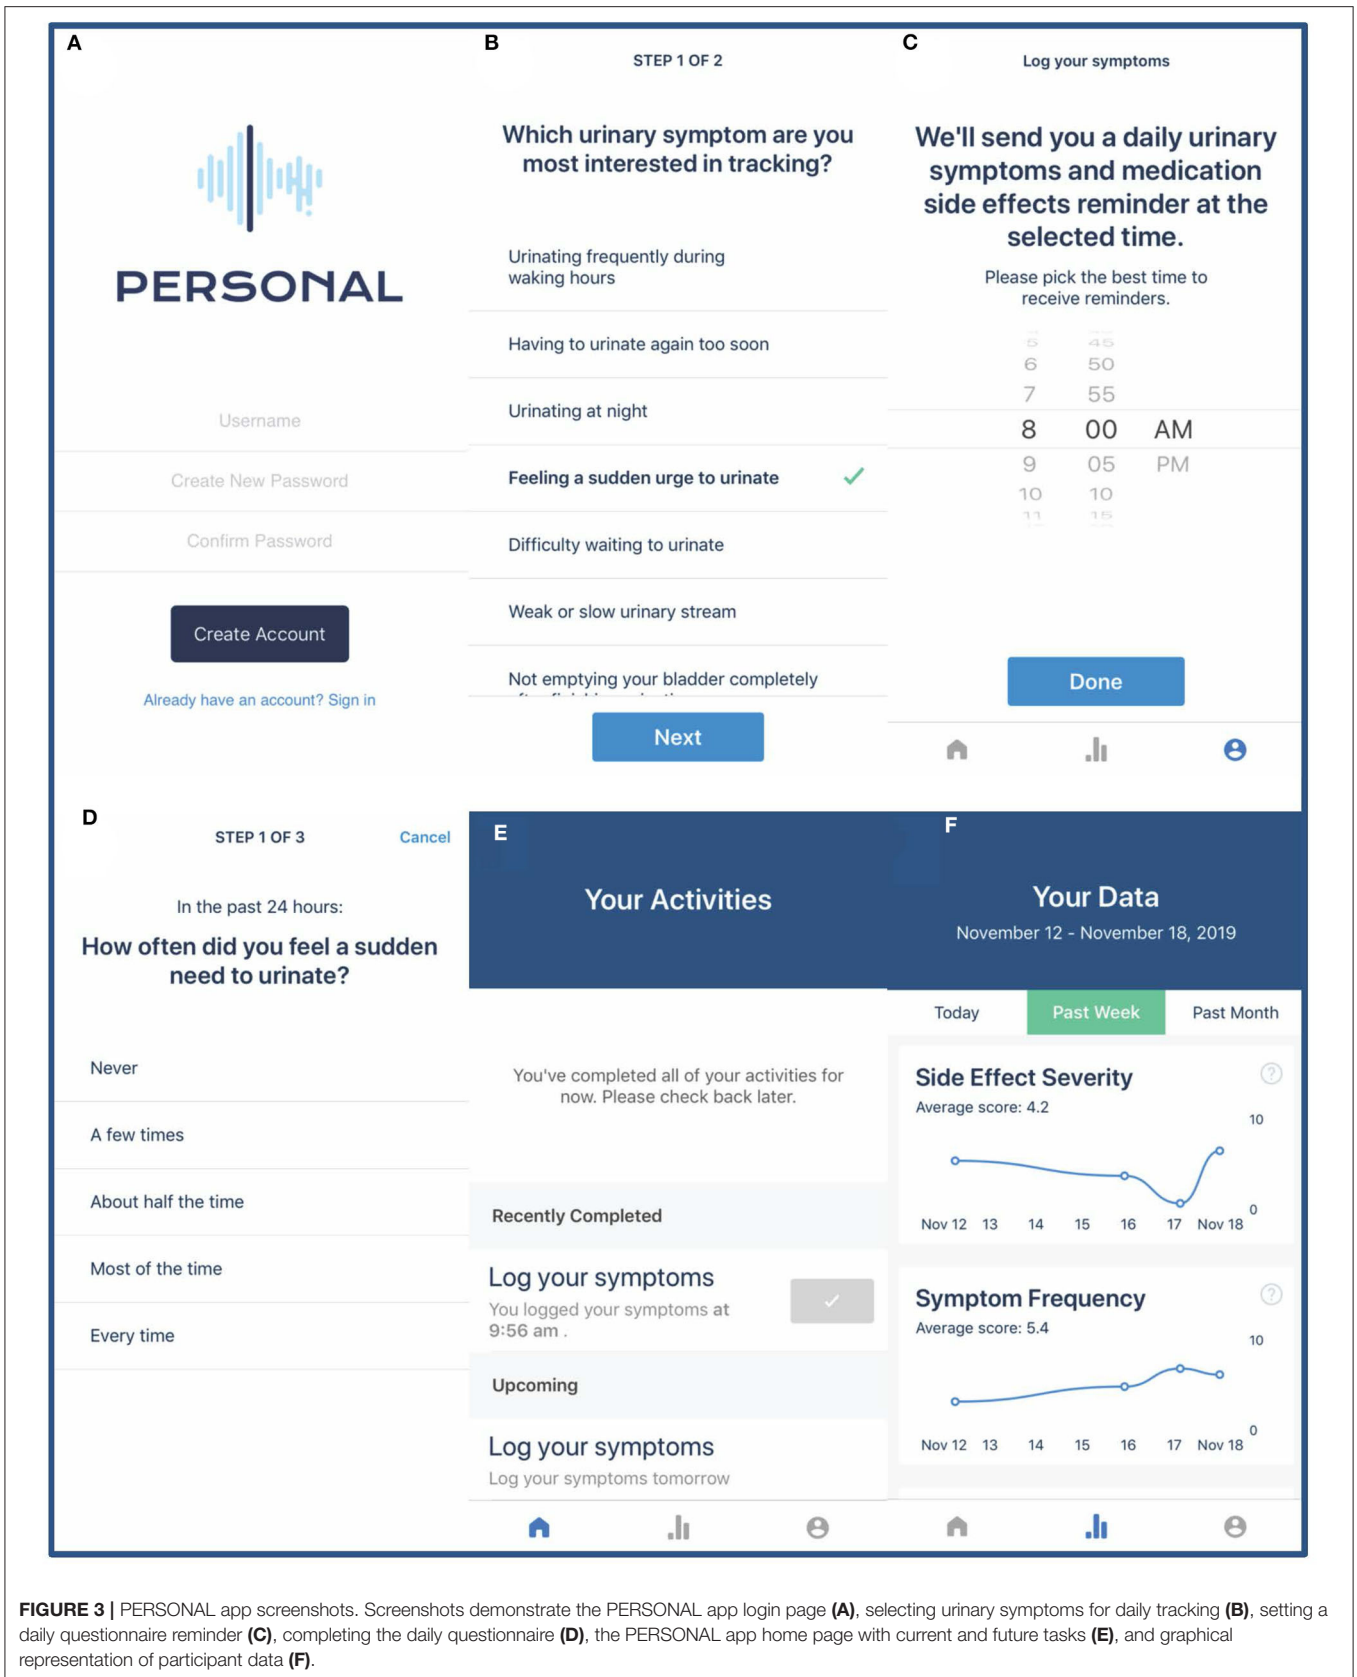 A
PERSONAL
Username
Create New Password
Confirm Password
Create Account
Already have an account? Sign in
B
STEP 1 OF 2
Which urinary symptom are you
most interested in tracking?
Urinating frequently during
waking hours
Having to urinate again too soon
Urinating at night
Feeling a sudden urge to urinate
Difficulty waiting to urinate
Weak or slow urinary stream
Not emptying your bladder completely
Next
C
Log your symptoms
We'll send you a daily urinary
symptoms and medication
side effects reminder at the
selected time.
Please pick the best time to
receive reminders.
5 45
6 50
7 55
8 00 AM
9 05 PM
10 10
11 15
Done
D
STEP 1 OF 3 Cancel
In the past 24 hours:
How often did you feel a sudden
need to urinate?
Never
A few times
About half the time
Most of the time
Every time
E
Your Activities
You've completed all of your activities for
now. Please check back later.
Recently Completed
Log your symptoms
You logged your symptoms at
9:56 am .
Upcoming
Log your symptoms
Log your symptoms tomorrow
F
Your Data
November 12 - November 18, 2019
Today Past Week Past Month
Side Effect Severity ?
Average score: 4.2
10
0
Nov 12 13 14 15 16 17 Nov 18
Symptom Frequency ?
Average score: 5.4
10
0
Nov 12 13 14 15 16 17 Nov 18
FIGURE 3 | PERSONAL app screenshots. Screenshots demonstrate the PERSONAL app login page (A), selecting urinary symptoms for daily tracking (B), setting a
daily questionnaire reminder (C), completing the daily questionnaire (D), the PERSONAL app home page with current and future tasks (E), and graphical
representation of participant data (F).